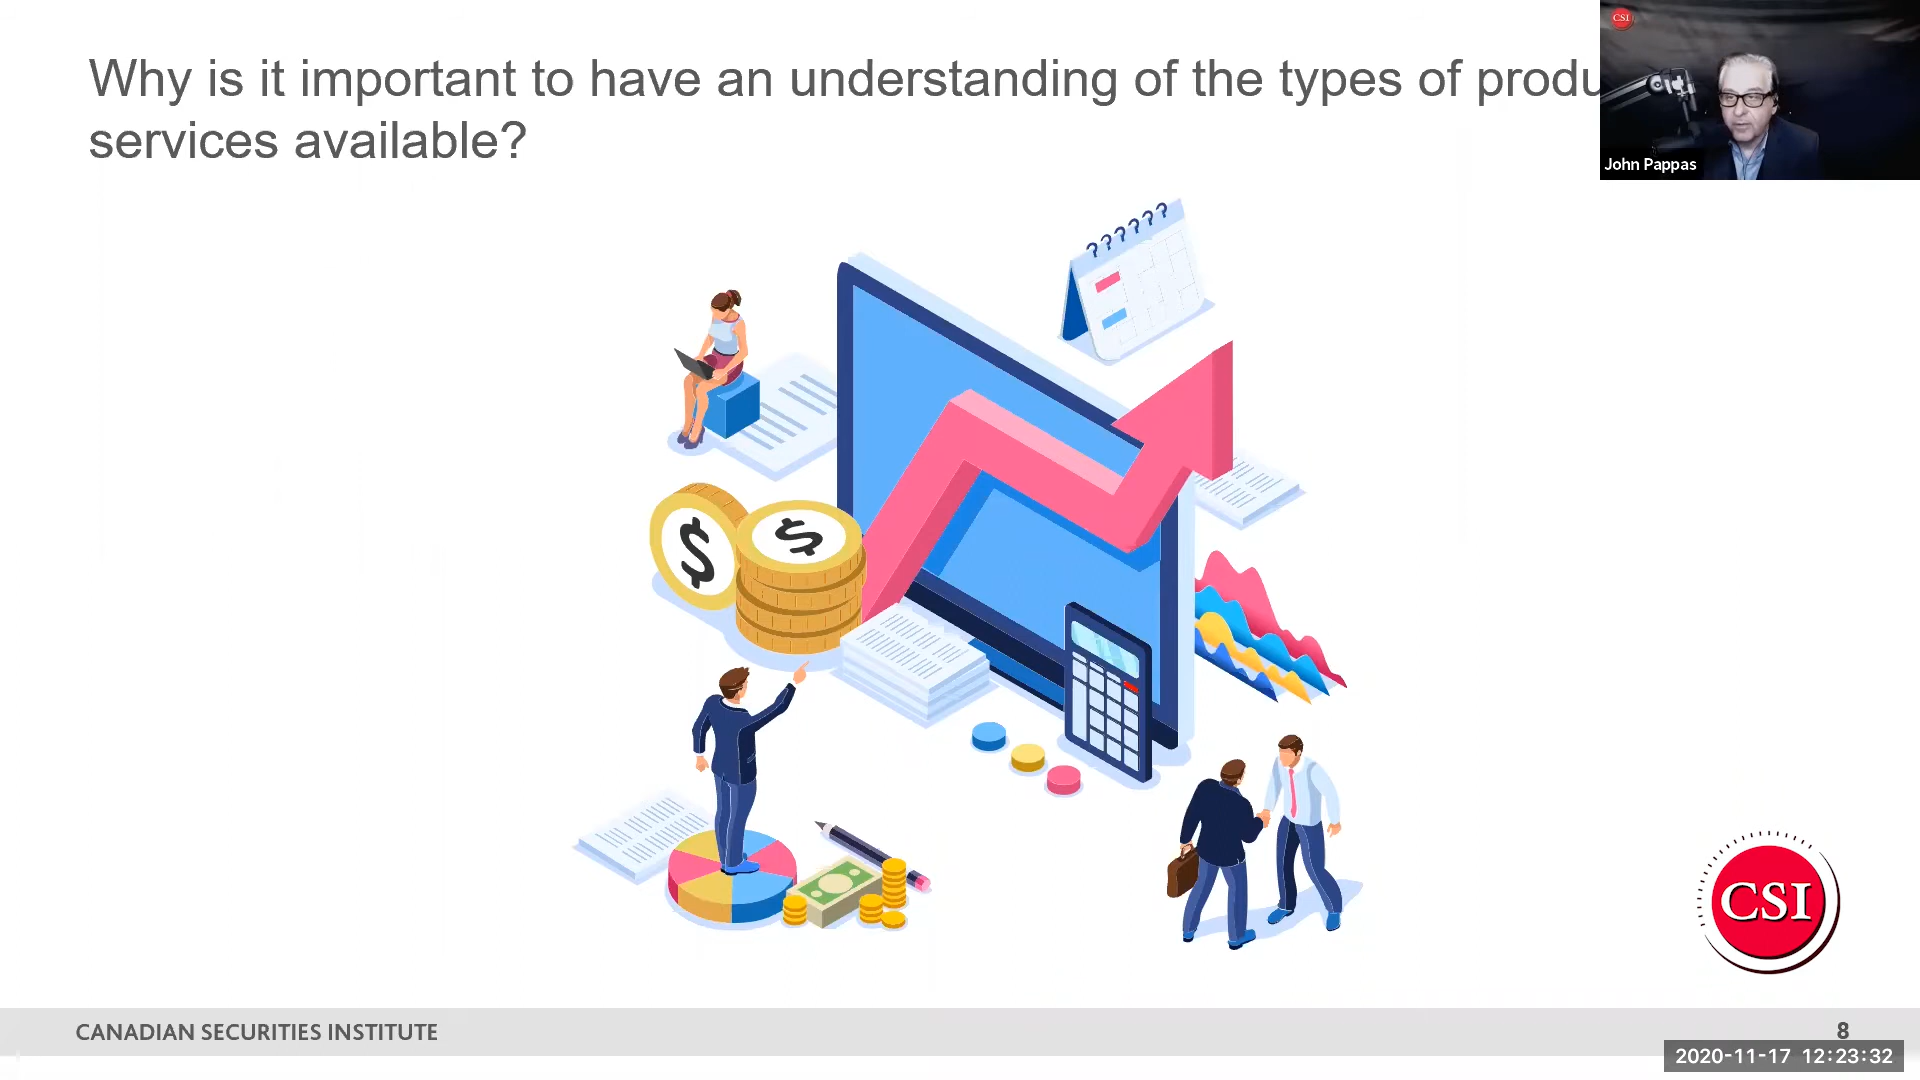 Why is it important to have an understanding of the types of produ
services available?
CSI
John Pappas
$
$
CSI
CANADIAN SECURITIES INSTITUTE
8
2020-11-17 12:23:32